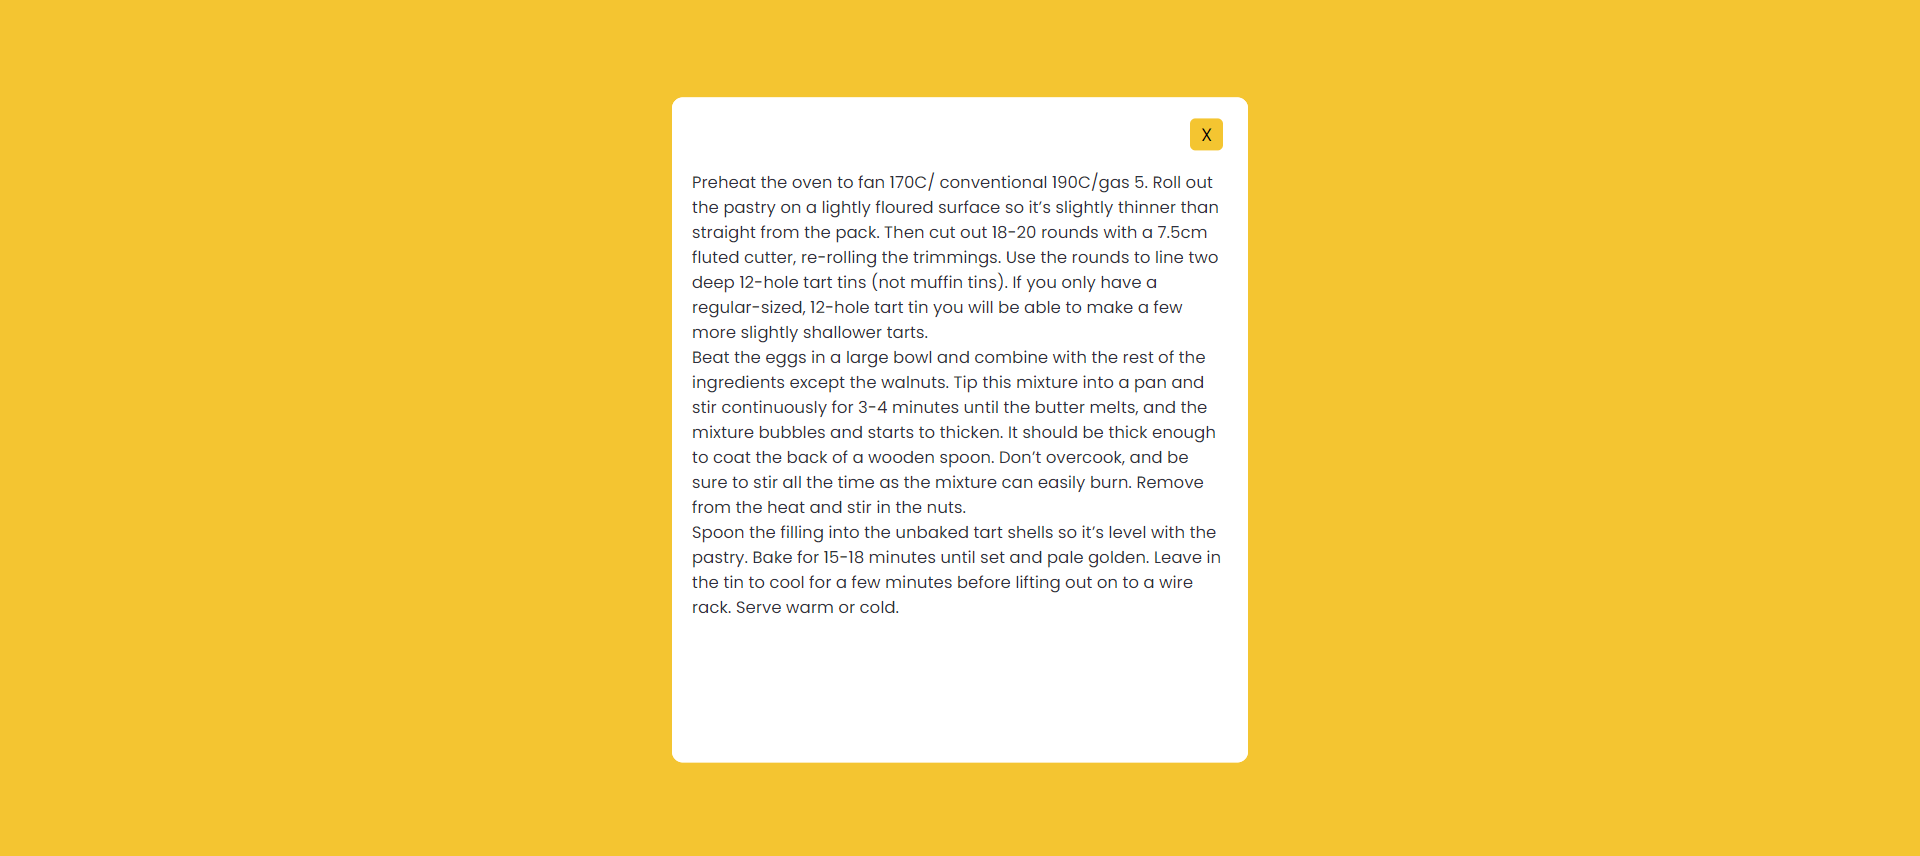 X
Preheat the oven to fan 170C/ conventional 190C/gas 5. Roll out
the pastry on a lightly floured surface so it’s slightly thinner than
straight from the pack. Then cut out 18-20 rounds with a 7.5cm
fluted cutter, re-rolling the trimmings. Use the rounds to line two
deep 12-hole tart tins (not muffin tins). If you only have a
regular-sized, 12-hole tart tin you will be able to make a few
more slightly shallower tarts.
Beat the eggs in a large bowl and combine with the rest of the
ingredients except the walnuts. Tip this mixture into a pan and
stir continuously for 3-4 minutes until the butter melts, and the
mixture bubbles and starts to thicken. It should be thick enough
to coat the back of a wooden spoon. Don’t overcook, and be
sure to stir all the time as the mixture can easily burn. Remove
from the heat and stir in the nuts.
Spoon the filling into the unbaked tart shells so it’s level with the
pastry. Bake for 15-18 minutes until set and pale golden. Leave in
the tin to cool for a few minutes before lifting out on to a wire
rack. Serve warm or cold.